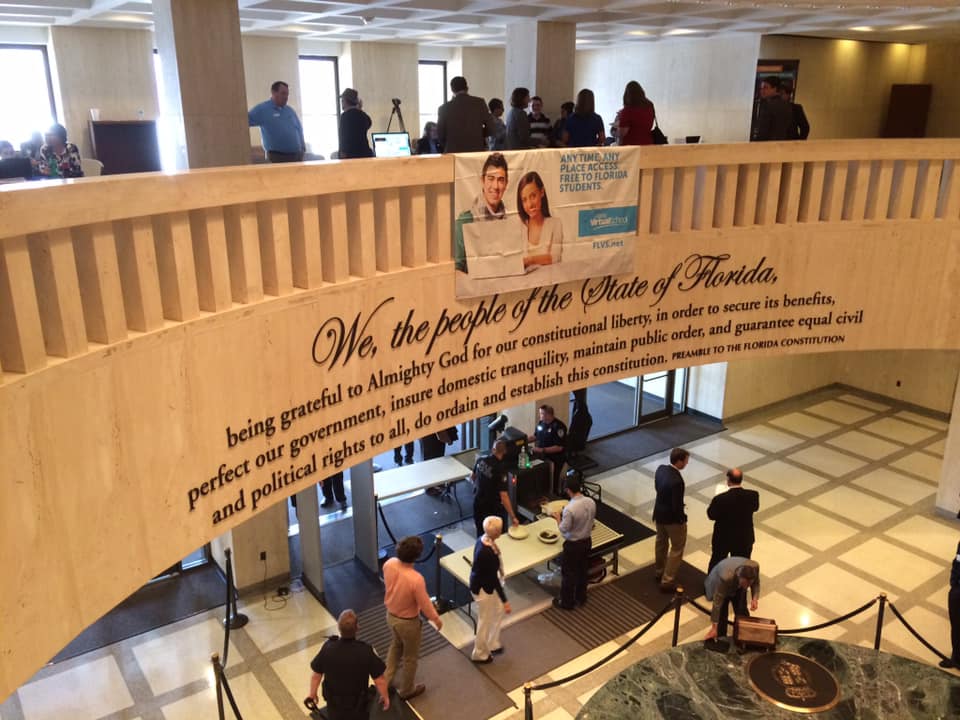 ANY TIME, ANY
PLACE ACCESS.
FREE TO FLORIDA
STUDENTS.
Virtual School
FLVS.net
We, the people of the State of Florida,
being grateful to Almighty God for our constitutional liberty, in order to secure its benefits,
perfect our government, insure domestic tranquility, maintain public order, and guarantee equal civil
and political rights to all, do ordain and establish this constitution. PREAMBLE TO THE FLORIDA CONSTITUTION